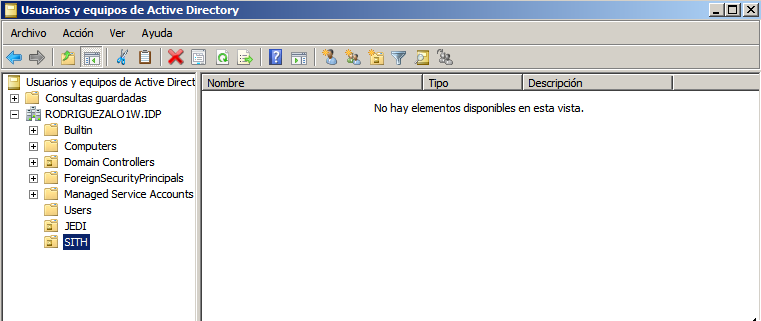 Usuarios y equipos de Active Directory
Archivo Acción Ver Ayuda
Usuarios y equipos de Active Direct
Consultas guardadas
RODRIGUEZALO1W.IDP
Builtin
Computers
Domain Controllers
ForeignSecurityPrincipals
Managed Service Accounts
Users
JEDI
SITH
Nombre Tipo Descripción
No hay elementos disponibles en esta vista.